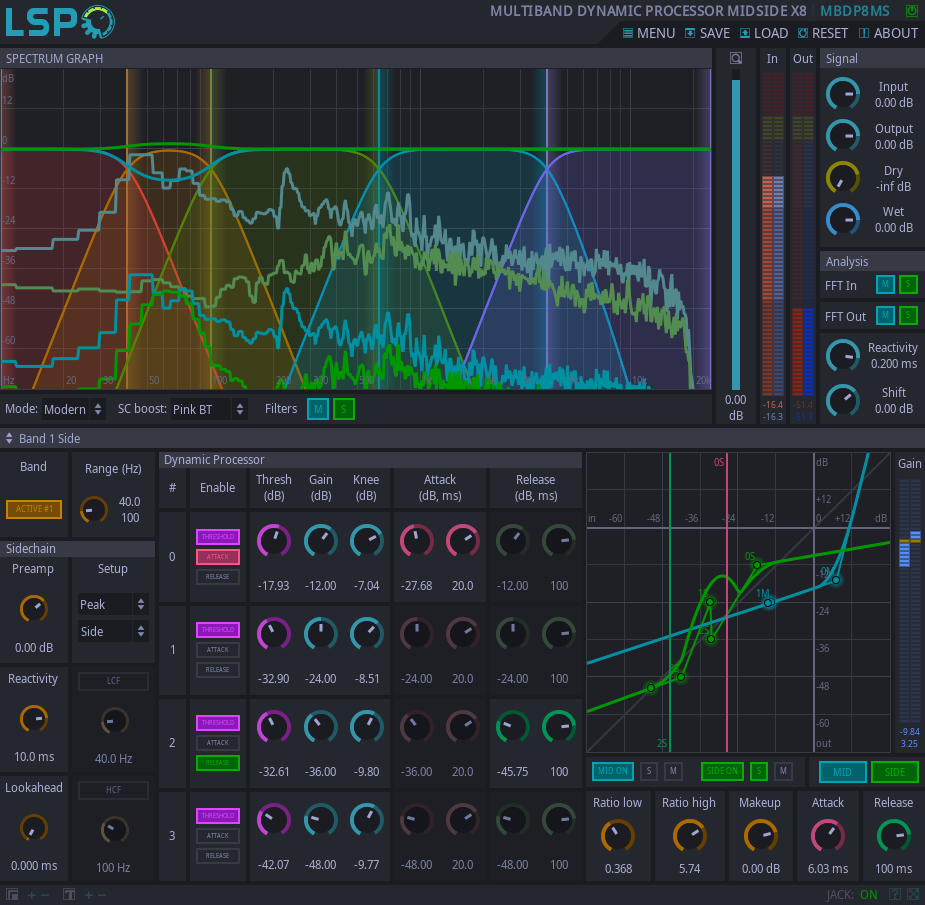 LSP
MULTIBAND DYNAMIC PROCESSOR MIDSIDE X8 MBDP8MS
MENU SAVE LOAD RESET ABOUT
SPECTRUM GRAPH
In Out
Signal
dB
12
0
-12
-24
-36
-48
-60
Hz 20 30 50 100 200 300 10k 20k
0.00
dB
-16.4 -51.4
-16.3
Input
0.00 dB
Output
0.00 dB
Dry
-inf dB
Wet
0.00 dB
Analysis
FFT In M S
FFT Out M S
Reactivity
0.200 ms
Shift
0.00 dB
Mode: Modern SC boost: Pink BT Filters M S
Band 1 Side
Band
ACTIVE #1
Range (Hz)
40.0
100
Sidechain
Preamp
0.00 dB
Setup
Peak
Side
Reactivity
10.0 ms
LCF
40.0 Hz
Lookahead
0.000 ms
HCF
100 Hz
Dynamic Processor
# Enable Thresh (dB) Gain (dB) Knee (dB) Attack (dB, ms) Release (dB, ms)
0 THRESHOLD ATTACK RELEASE
-17.93 -12.00 -7.04 -27.68 20.0 -12.00 100
1 THRESHOLD ATTACK RELEASE
-32.90 -24.00 -8.51 -24.00 20.0 -24.00 100
2 THRESHOLD ATTACK RELEASE
-32.61 -36.00 -9.80 -36.00 20.0 -45.75 100
3 THRESHOLD ATTACK RELEASE
-42.07 -48.00 -9.77 -48.00 20.0 -48.00 100
0S dB
+12
in -60 -48 -36 -24 -12 0 +12 dB
0S
1M
-24
-36
-48
-60
2S out
Gain
-9.84
3.25
MID ON S M SIDE ON S M MID SIDE
Ratio low
0.368
Ratio high
5.74
Makeup
0.00 dB
Attack
6.03 ms
Release
100 ms
JACK: ON